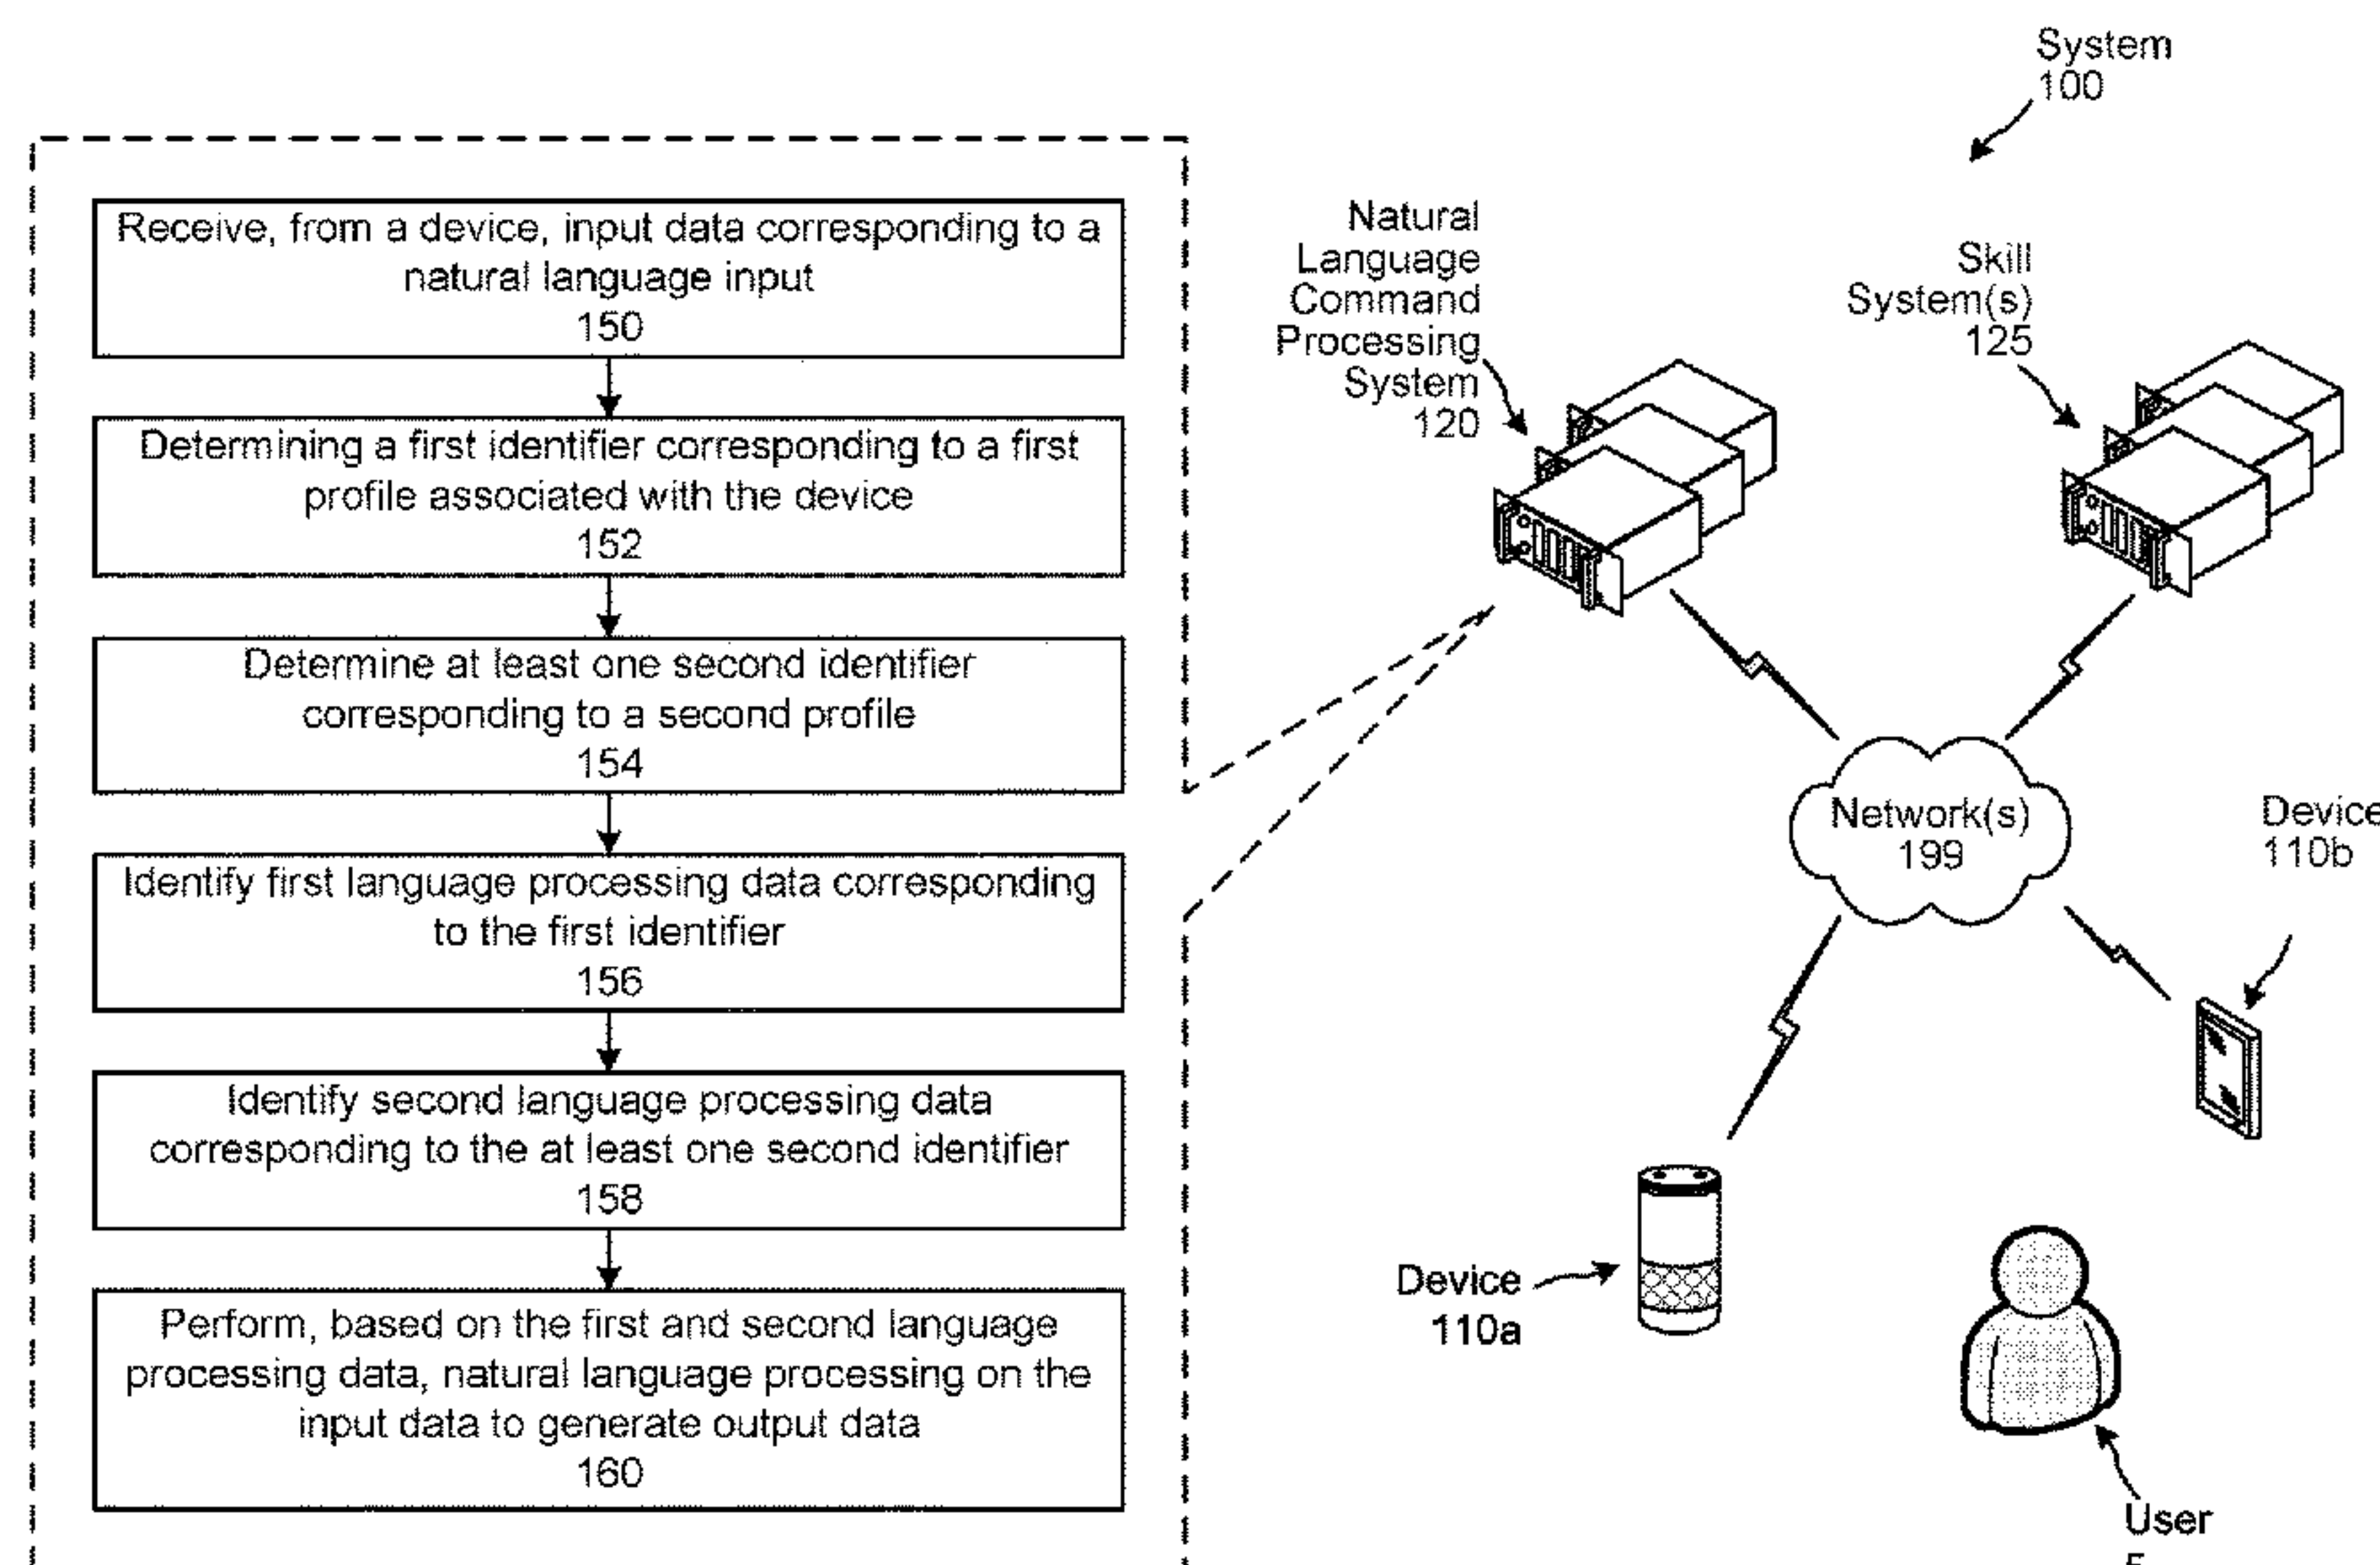 System
100
Receive, from a device, input data corresponding to a
natural language input
150
Determining a first identifier corresponding to a first
profile associated with the device
152
Determine at least one second identifier
corresponding to a second profile
154
Identify first language processing data corresponding
to the first identifier
156
Identify second language processing data
corresponding to the at least one second identifier
158
Perform, based on the first and second language
processing data, natural language processing on the
input data to generate output data
160
Natural
Language
Command
Processing
System
120
Skill
System(s)
125
Network(s)
199
Device
110b
Device
110a
User
5